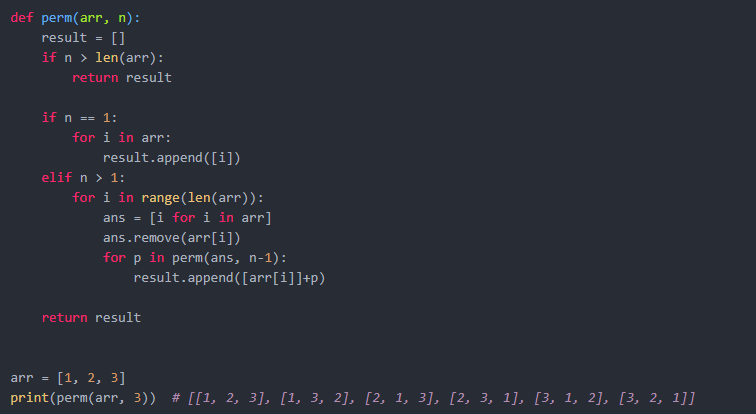 def perm(arr, n):
    result = []
    if n > len(arr):
        return result

    if n == 1:
        for i in arr:
            result.append([i])
    elif n > 1:
        for i in range(len(arr)):
            ans = [i for i in arr]
            ans.remove(arr[i])
            for p in perm(ans, n-1):
                result.append([arr[i]]+p)

    return result


arr = [1, 2, 3]
print(perm(arr, 3))  # [[1, 2, 3], [1, 3, 2], [2, 1, 3], [2, 3, 1], [3, 1, 2], [3, 2, 1]]